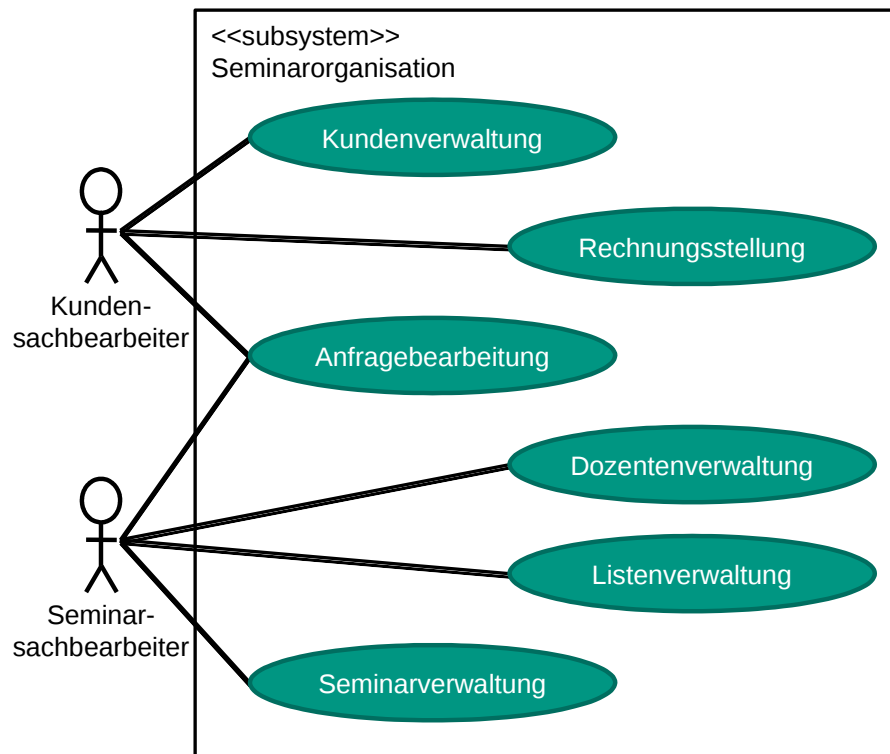 <<subsystem>>
Seminarorganisation
Kundenverwaltung
Rechnungsstellung
Kunden-
sachbearbeiter
Anfragebearbeitung
Dozentenverwaltung
Listenverwaltung
Seminar-
sachbearbeiter
Seminarverwaltung